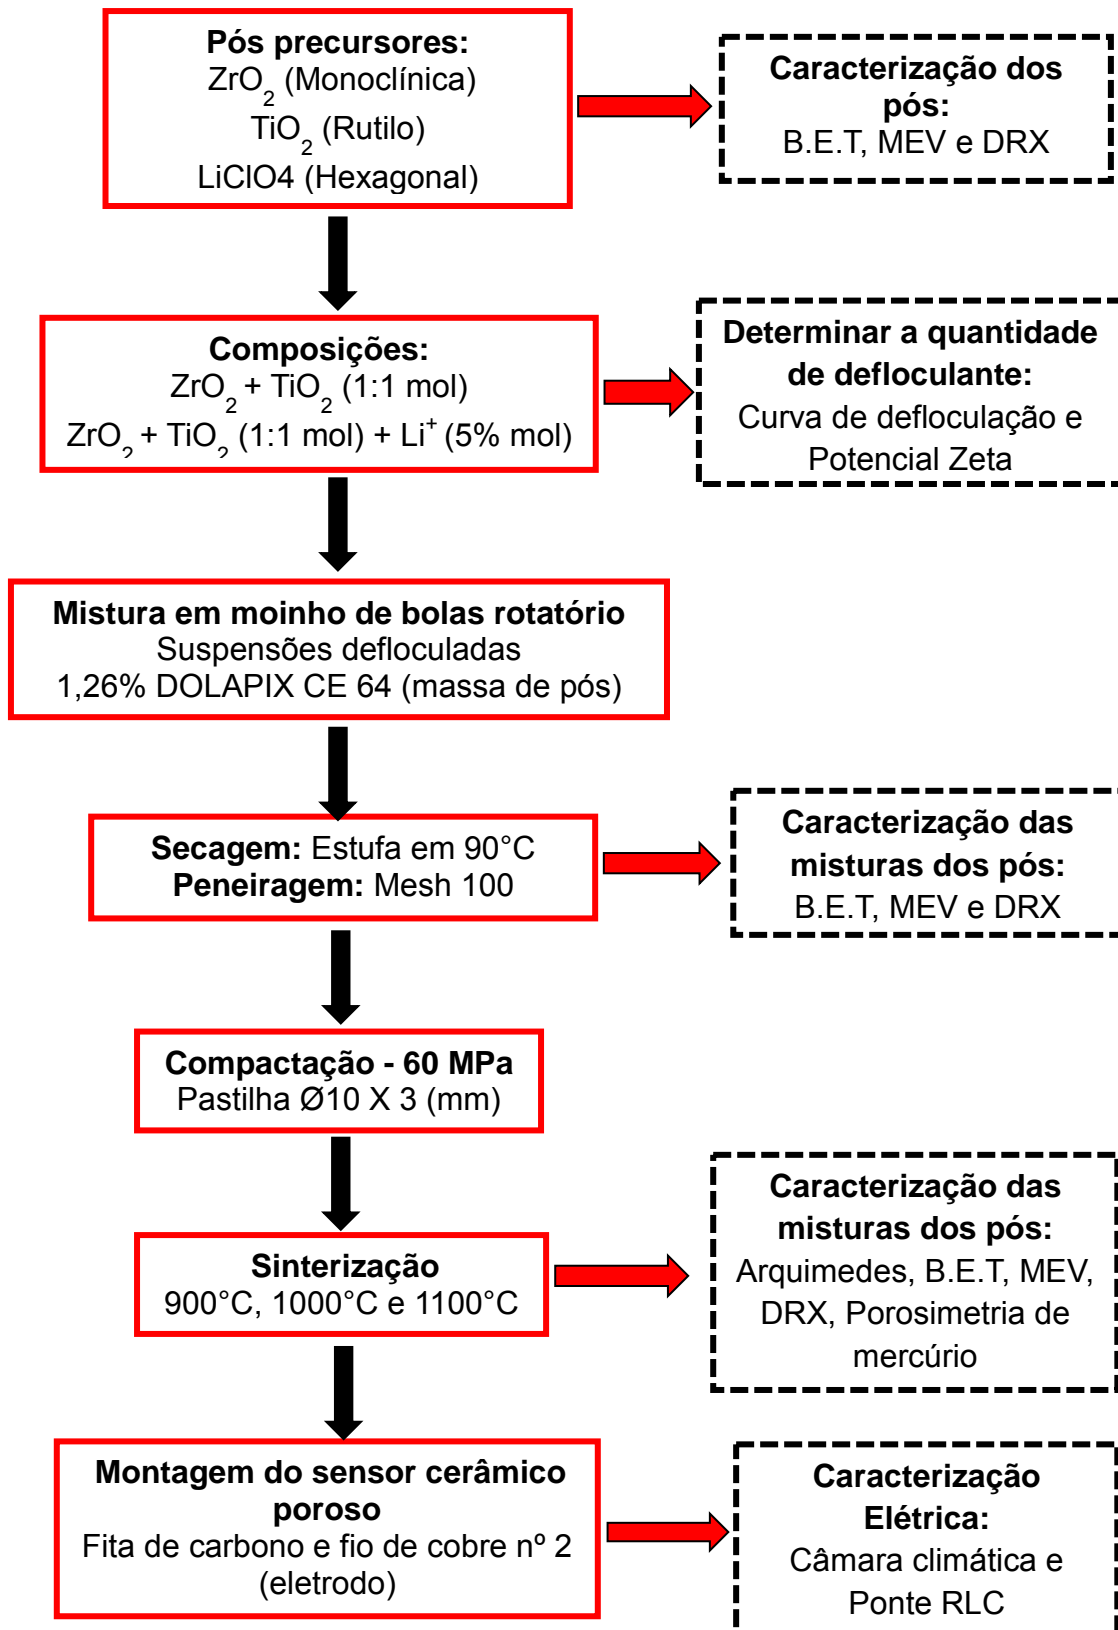 Pós precursores:
ZrO₂ (Monoclínica)
TiO₂ (Rutilo)
LiClO4 (Hexagonal)
Caracterização dos
pós:
B.E.T, MEV e DRX
Composições:
ZrO₂ + TiO₂ (1:1 mol)
ZrO₂ + TiO₂ (1:1 mol) + Li⁺ (5% mol)
Determinar a quantidade
de defloculante:
Curva de defloculação e
Potencial Zeta
Mistura em moinho de bolas rotatório
Suspensões defloculadas
1,26% DOLAPIX CE 64 (massa de pós)
Secagem: Estufa em 90°C
Peneiragem: Mesh 100
Caracterização das
misturas dos pós:
B.E.T, MEV e DRX
Compactação - 60 MPa
Pastilha Ø10 X 3 (mm)
Sinterização
900°C, 1000°C e 1100°C
Caracterização das
misturas dos pós:
Arquimedes, B.E.T, MEV,
DRX, Porosimetria de
mercúrio
Montagem do sensor cerâmico
poroso
Fita de carbono e fio de cobre nº 2
(eletrodo)
Caracterização
Elétrica:
Câmara climática e
Ponte RLC